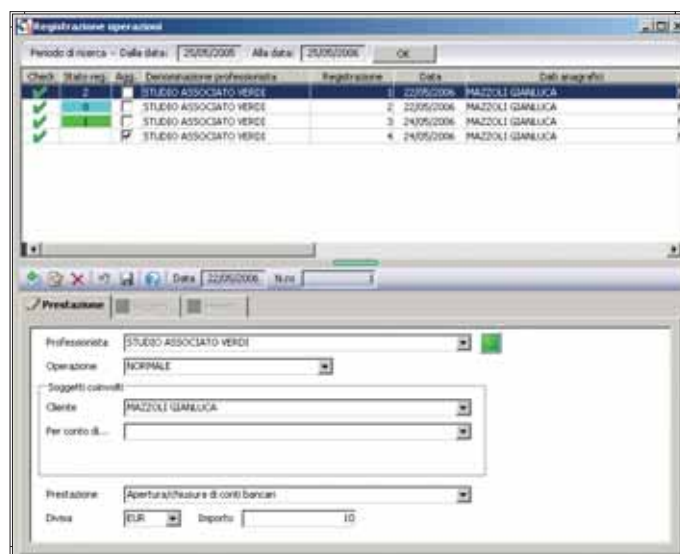 Registrazione operazioni
Periodo di ricerca - Dalla data: 25/05/2005 Alla data: 25/05/2006 OK
Check Stato reg. Agg. Denominazione professionista Registrazione Data Dati anagrafici
2 STUDIO ASSOCIATO VERDI 1 22/05/2006 MAZZOLI GIANLUCA
0 STUDIO ASSOCIATO VERDI 2 22/05/2006 MAZZOLI GIANLUCA
1 STUDIO ASSOCIATO VERDI 3 24/05/2006 MAZZOLI GIANLUCA
STUDIO ASSOCIATO VERDI 4 24/05/2006 MAZZOLI GIANLUCA
Data 22/05/2006 N.ro 1
Prestazione
Professionista STUDIO ASSOCIATO VERDI
Operazione NORMALE
Soggetti coinvolti
Cliente MAZZOLI GIANLUCA
Per conto di...
Prestazione Apertura/chiusura di conti bancari
Divisa EUR Importo 10